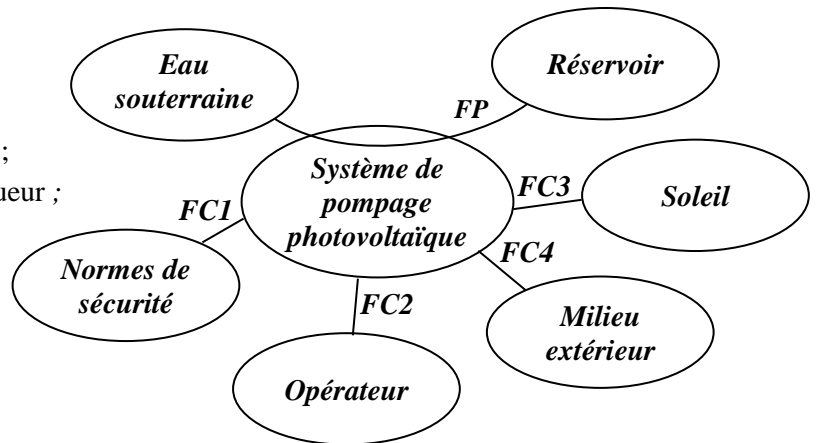 Eau
souterraine
Réservoir
FP
;
ueur ;
Système de
pompage
photovoltaïque
FC3
Soleil
FC1
FC4
Normes de
sécurité
FC2
Milieu
extérieur
Opérateur